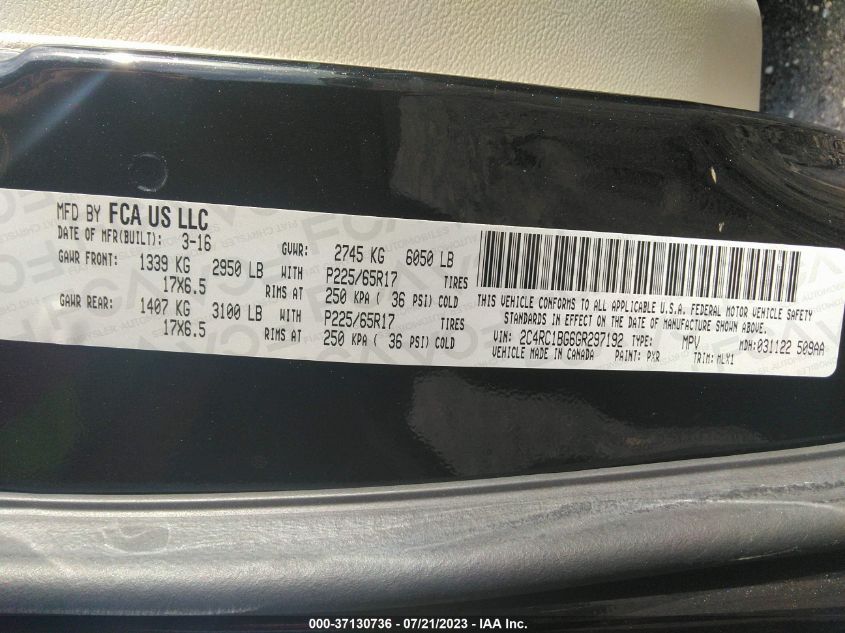 MFD BY FCA US LLC
DATE OF MFR(BUILT): 3-16 GVWR: 2745 KG 6050 LB
GAWR FRONT: 1339 KG 2950 LB WITH P225/65R17 TIRES
17X6.5 RIMS AT 250 KPA ( 36 PSI) COLD
GAWR REAR: 1407 KG 3100 LB WITH P225/65R17 TIRES
17X6.5 RIMS AT 250 KPA ( 36 PSI) COLD
THIS VEHICLE CONFORMS TO ALL APPLICABLE U.S.A. FEDERAL MOTOR VEHICLE SAFETY
STANDARDS IN EFFECT ON THE DATE OF MANUFACTURE SHOWN ABOVE.
VIN: 2C4RC1BG6GR297192 TYPE: MPV MDH: 031122 509AA
VEHICLE MADE IN CANADA PAINT: PXR TRIM: MLX1
000-37130736 / 07/21/2023 - IAA Inc.